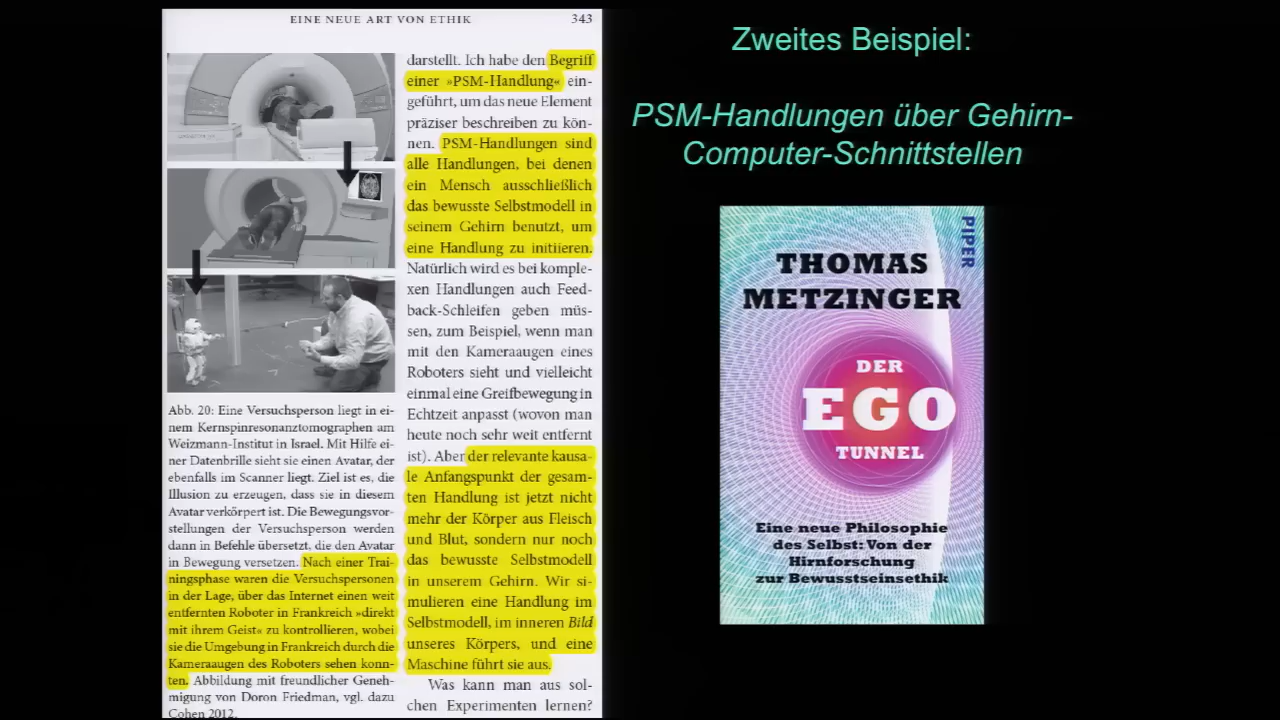 EINE NEUE ART VON ETHIK 343
Abb. 20: Eine Versuchsperson liegt in ei-
nem Kernspinresonanztomographen am
Weizmann-Institut in Israel. Mit Hilfe ei-
ner Datenbrille sieht sie einen Avatar, der
ebenfalls im Scanner liegt. Ziel ist es, die
Illusion zu erzeugen, dass sie in diesem
Avatar verkörpert ist. Die Bewegungsvor-
stellungen der Versuchsperson werden
dann in Befehle übersetzt, die den Avatar
in Bewegung versetzen. Nach einer Trai-
ningsphase waren die Versuchspersonen
in der Lage, über das Internet einen weit
entfernten Roboter in Frankreich »direkt
mit ihrem Geist« zu kontrollieren, wobei
sie die Umgebung in Frankreich durch die
Kameraaugen des Roboters sehen konn-
ten. Abbildung mit freundlicher Geneh-
migung von Doron Friedman, vgl. dazu
Cohen 2012.
darstellt. Ich habe den Begriff
einer »PSM-Handlung« ein-
geführt, um das neue Element
präziser beschreiben zu kön-
nen. PSM-Handlungen sind
alle Handlungen, bei denen
ein Mensch ausschließlich
das bewusste Selbstmodell in
seinem Gehirn benutzt, um
eine Handlung zu initiieren.
Natürlich wird es bei komple-
xen Handlungen auch Feed-
back-Schleifen geben müs-
sen, zum Beispiel, wenn man
mit den Kameraaugen eines
Roboters sieht und vielleicht
einmal eine Greifbewegung in
Echtzeit anpasst (wovon man
heute noch sehr weit entfernt
ist). Aber der relevante kausa-
le Anfangspunkt der gesam-
ten Handlung ist jetzt nicht
mehr der Körper aus Fleisch
und Blut, sondern nur noch
das bewusste Selbstmodell
in unserem Gehirn. Wir si-
mulieren eine Handlung im
Selbstmodell, im inneren Bild
unseres Körpers, und eine
Maschine führt sie aus.
Was kann man aus sol-
chen Experimenten lernen?
Zweites Beispiel:
PSM-Handlungen über Gehirn-
Computer-Schnittstellen
PIPER
THOMAS
METZINGER
DER
EGO
TUNNEL
Eine neue Philosophie
des Selbst: Von der
Hirnforschung
zur Bewusstseinsethik